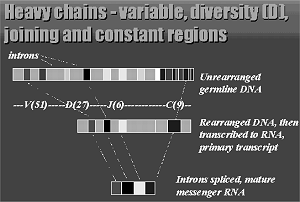 Heavy chains - variable, diversity (D),
joining and constant regions
introns
Unrearranged
germline DNA
---V(51)------D(27)------J(6)-------------C(9)---
Rearranged DNA, then
transcribed to RNA,
primary transcript
Introns spliced, mature
messenger RNA